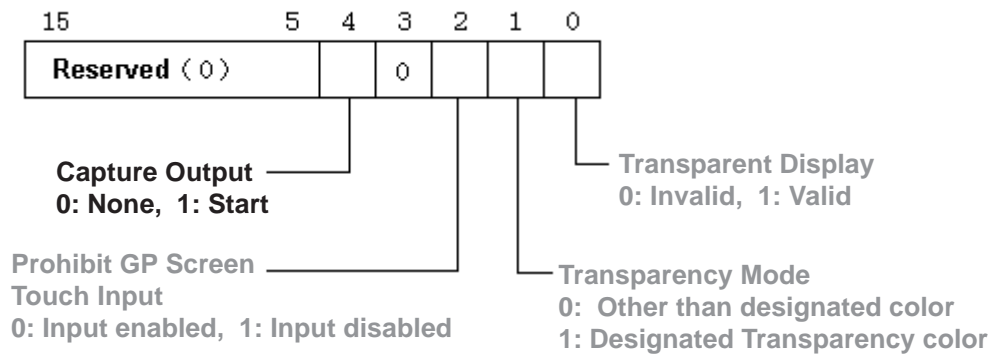 15 5 4 3 2 1 0
Reserved (0) 0
Capture Output
0: None, 1: Start
Transparent Display
0: Invalid, 1: Valid
Prohibit GP Screen
Touch Input
0: Input enabled, 1: Input disabled
Transparency Mode
0: Other than designated color
1: Designated Transparency color